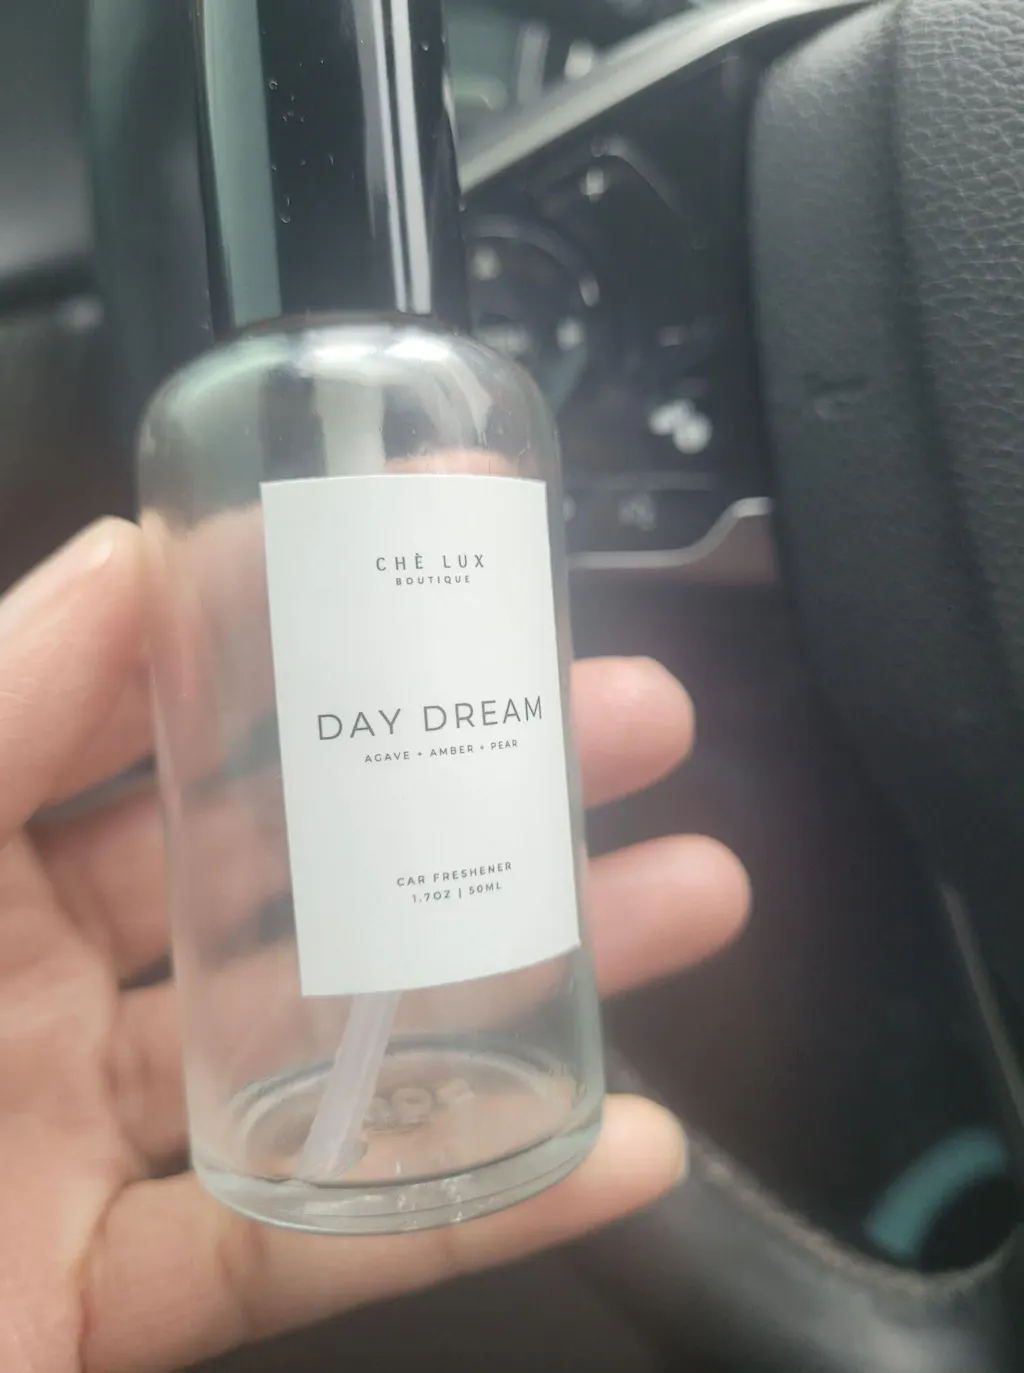 CHÈ LUX
BOUTIQUE
DAY DREAM
AGAVE + AMBER + PEAR
CAR FRESHENER
1.7OZ | 50ML